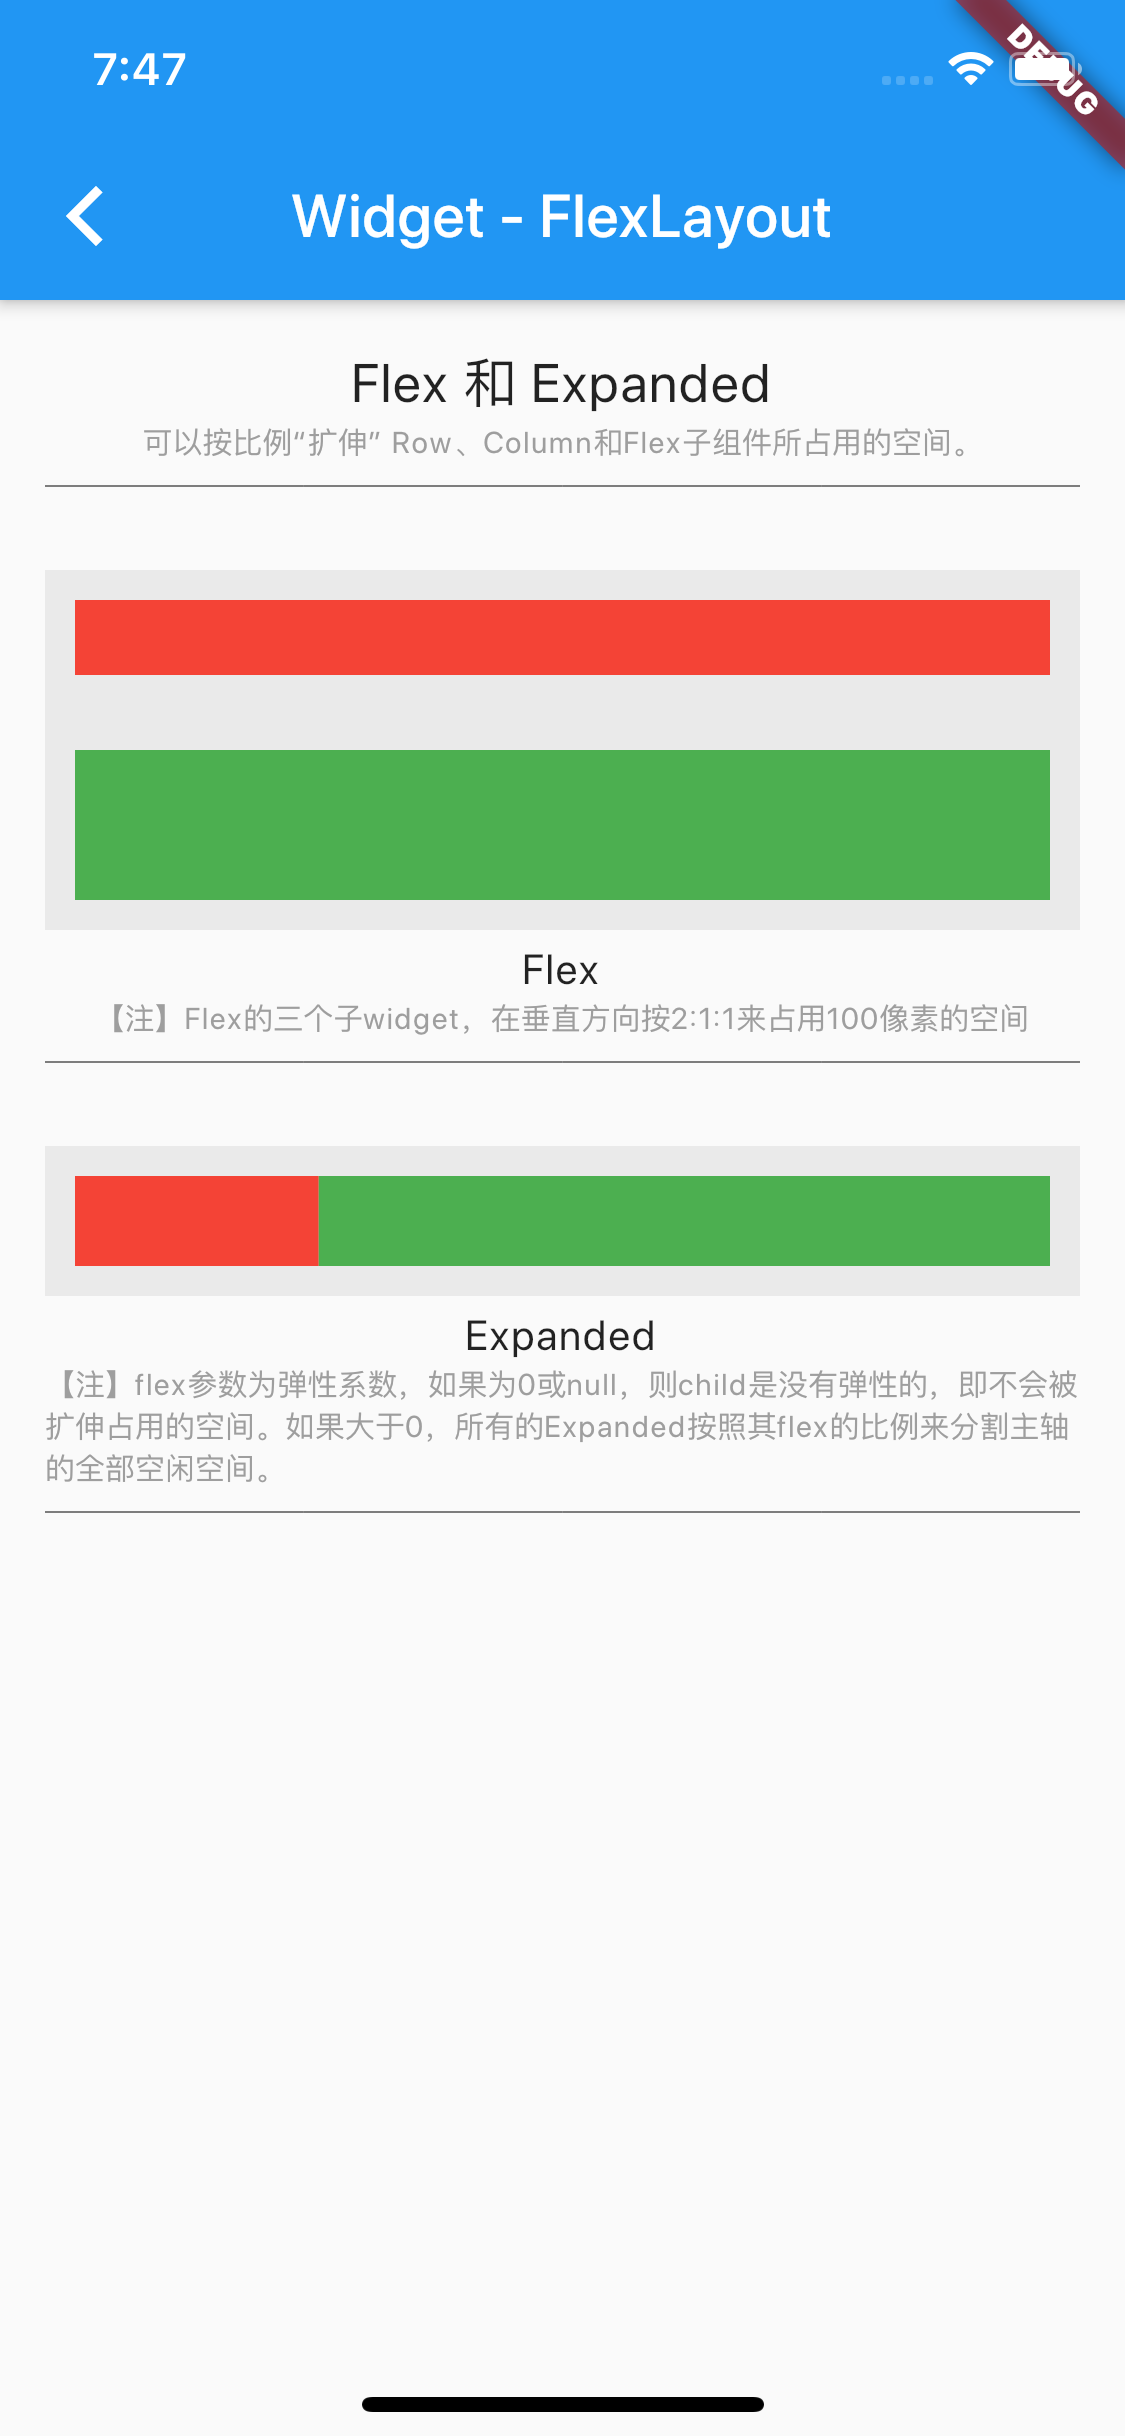 7:47
DEBUG
Widget - FlexLayout
Flex 和 Expanded
可以按比例“扩伸” Row、Column和Flex子组件所占用的空间。
Flex
【注】Flex的三个子widget，在垂直方向按2:1:1来占用100像素的空间
Expanded
【注】flex参数为弹性系数，如果为0或null，则child是没有弹性的，即不会被
扩伸占用的空间。如果大于0，所有的Expanded按照其flex的比例来分割主轴
的全部空闲空间。